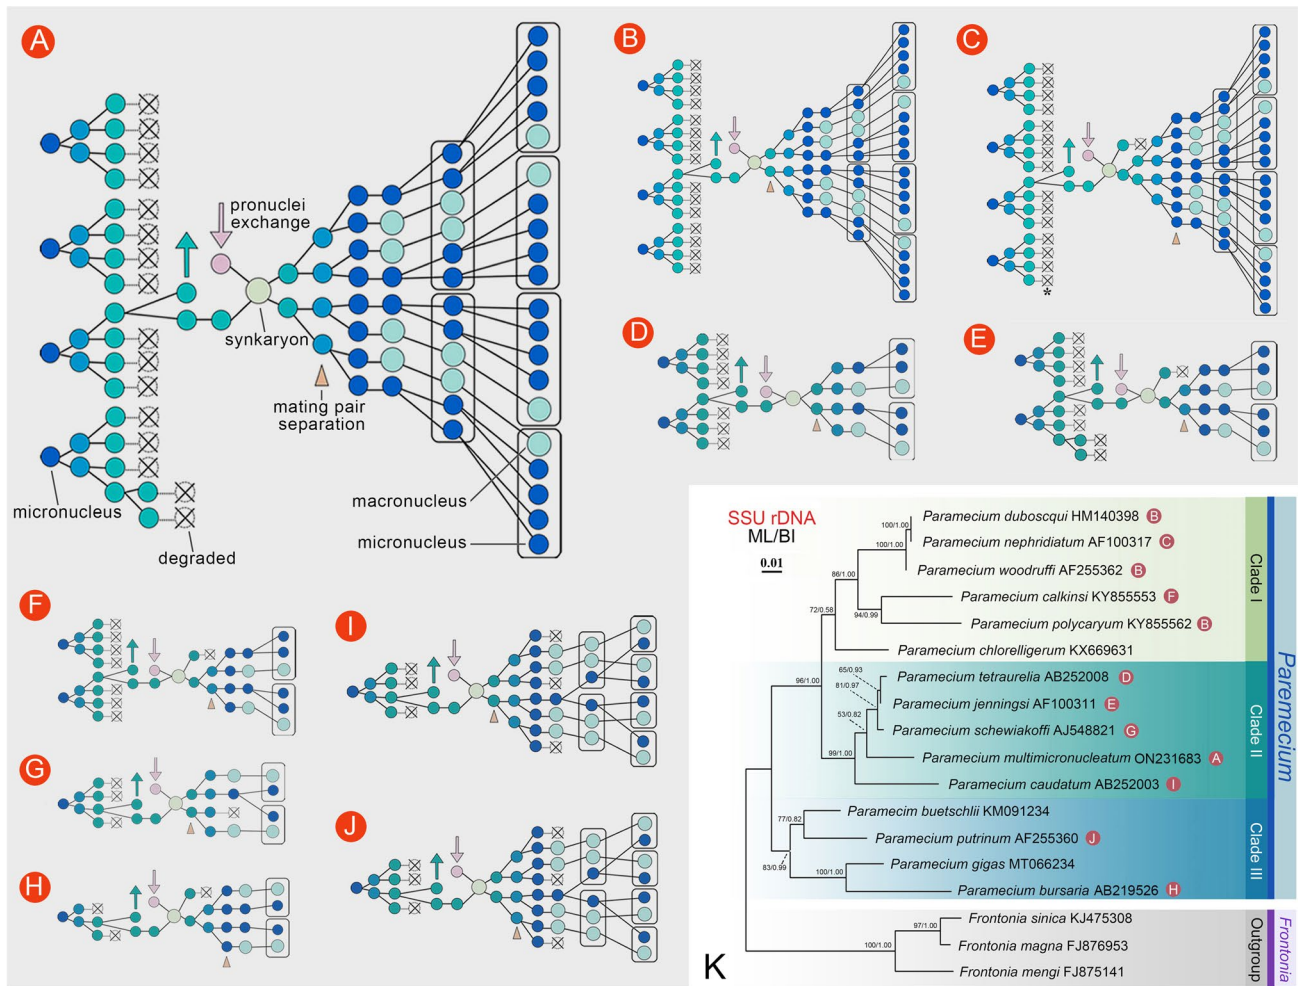 A
pronuclei
exchange
synkaryon
mating pair
separation
macronucleus
micronucleus
micronucleus
degraded
B
C
*
D
E
F
G
H
I
J
K
SSU rDNA
ML/BI
0.01
Paramecium duboscqui HM140398 B
100/1.00
Paramecium nephridiatum AF100317 C
100/1.00
Paramecium woodruffi AF255362 B
86/1.00
Paramecium calkinsi KY855553 F
94/0.99
72/0.58
Paramecium polycaryum KY855562 B
Paramecium chlorelligerum KX669631
Clade I
96/1.00
65/0.93
Paramecium tetraurelia AB252008 D
81/0.97
Paramecium jenningsi AF100311 E
53/0.82
Paramecium schewiakoffi AJ548821 G
99/1.00
Paramecium multimicronucleatum ON231683 A
Paramecium caudatum AB252003 I
Clade II
Paramecim buetschlii KM091234
77/0.82
Paramecium putrinum AF255360 J
83/0.99
Paramecium gigas MT066234
100/1.00
Paramecium bursaria AB219526 H
Clade III
Paremecium
Frontonia sinica KJ475308
97/1.00
Frontonia magna FJ876953
100/1.00
Frontonia mengi FJ875141
Outgroup
Frontonia